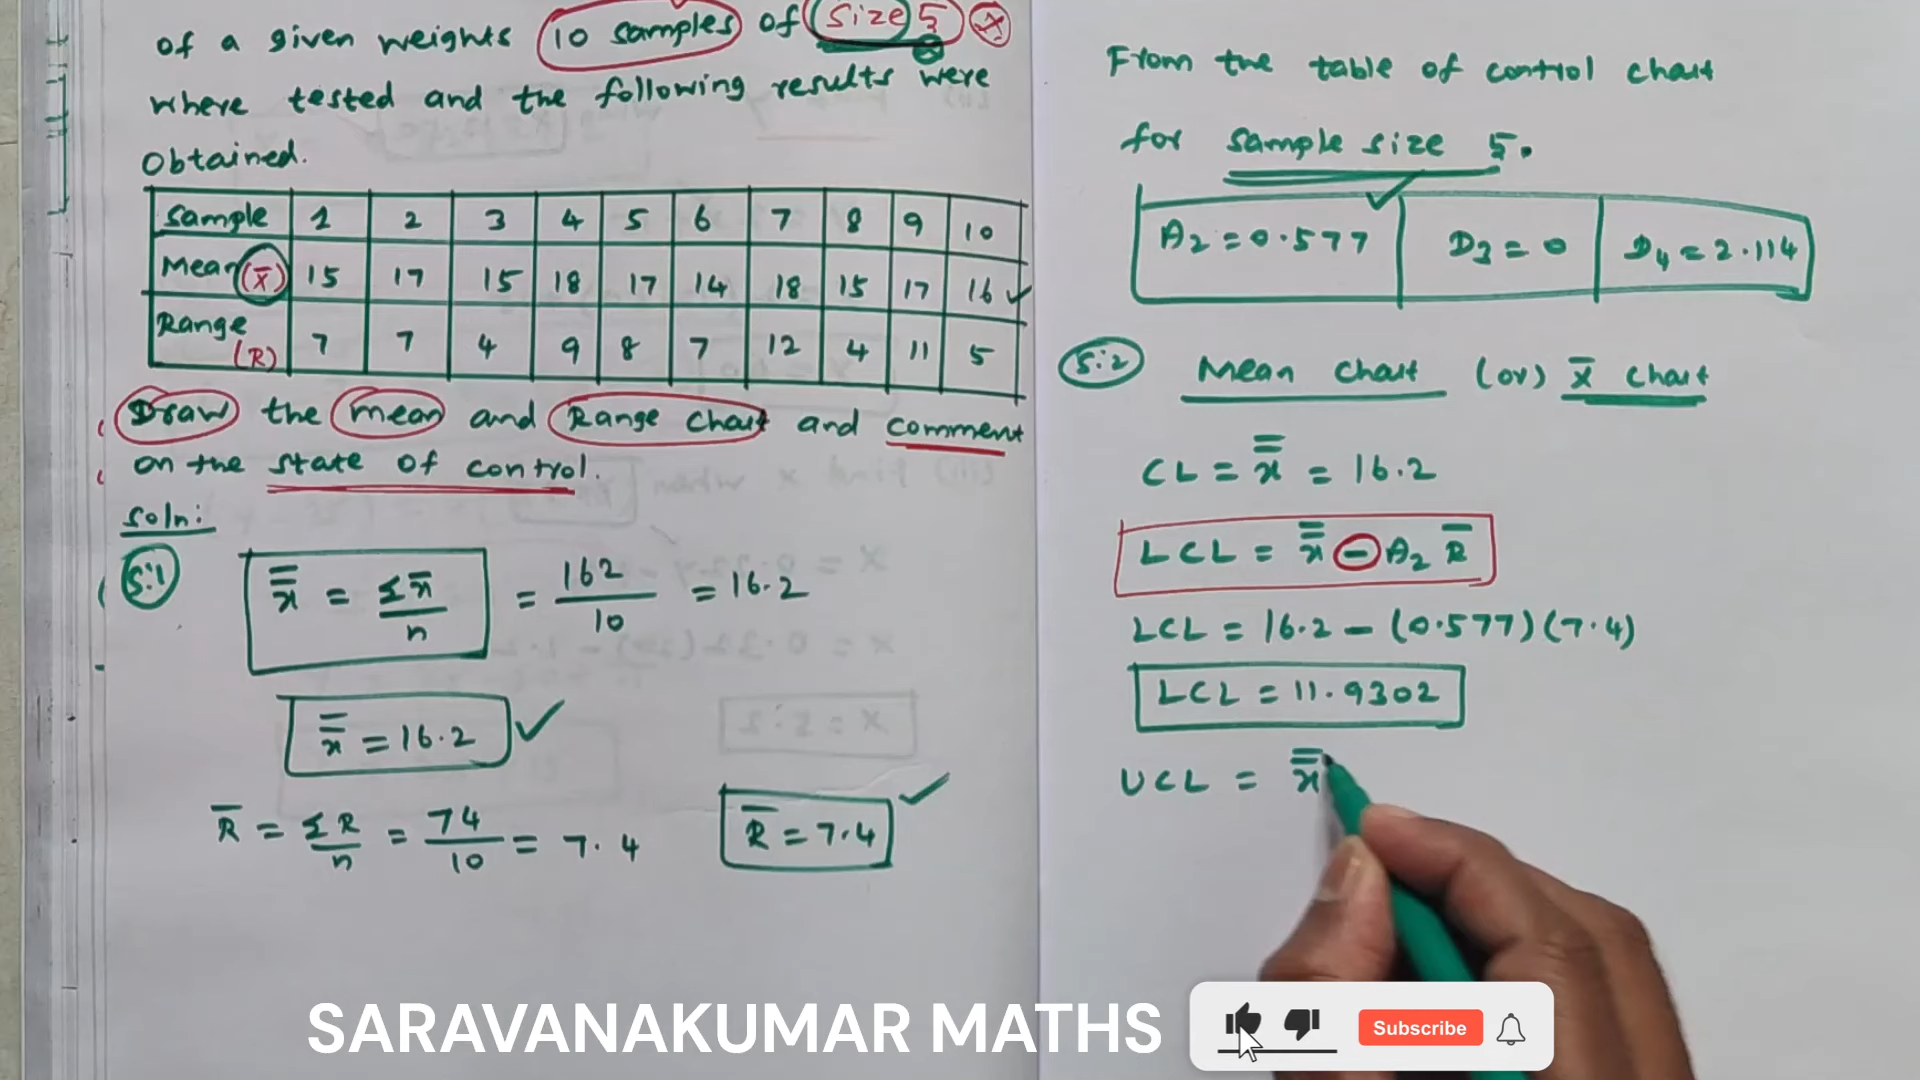 of a given weights 10 samples of size 5
where tested and the following results were
obtained.
Sample 1 2 3 4 5 6 7 8 9 10
Mean (x̄) 15 17 15 18 17 14 18 15 17 16
Range (R) 7 7 4 9 8 7 12 4 11 5
Draw the mean and Range chart and comment
on the state of control.
Soln:
S:1
x̿ = Σx̄/n = 162/10 = 16.2
x̿ = 16.2
R̄ = ΣR/n = 74/10 = 7.4
R̄ = 7.4
From the table of control chart
for sample size 5.
A₂ = 0.577 D₃ = 0 D₄ = 2.114
S:2 Mean chart (or) x̄ chart
CL = x̿ = 16.2
LCL = x̿ - A₂ R̄
LCL = 16.2 - (0.577)(7.4)
LCL = 11.9302
UCL = x̿
SARAVANAKUMAR MATHS
Subscribe